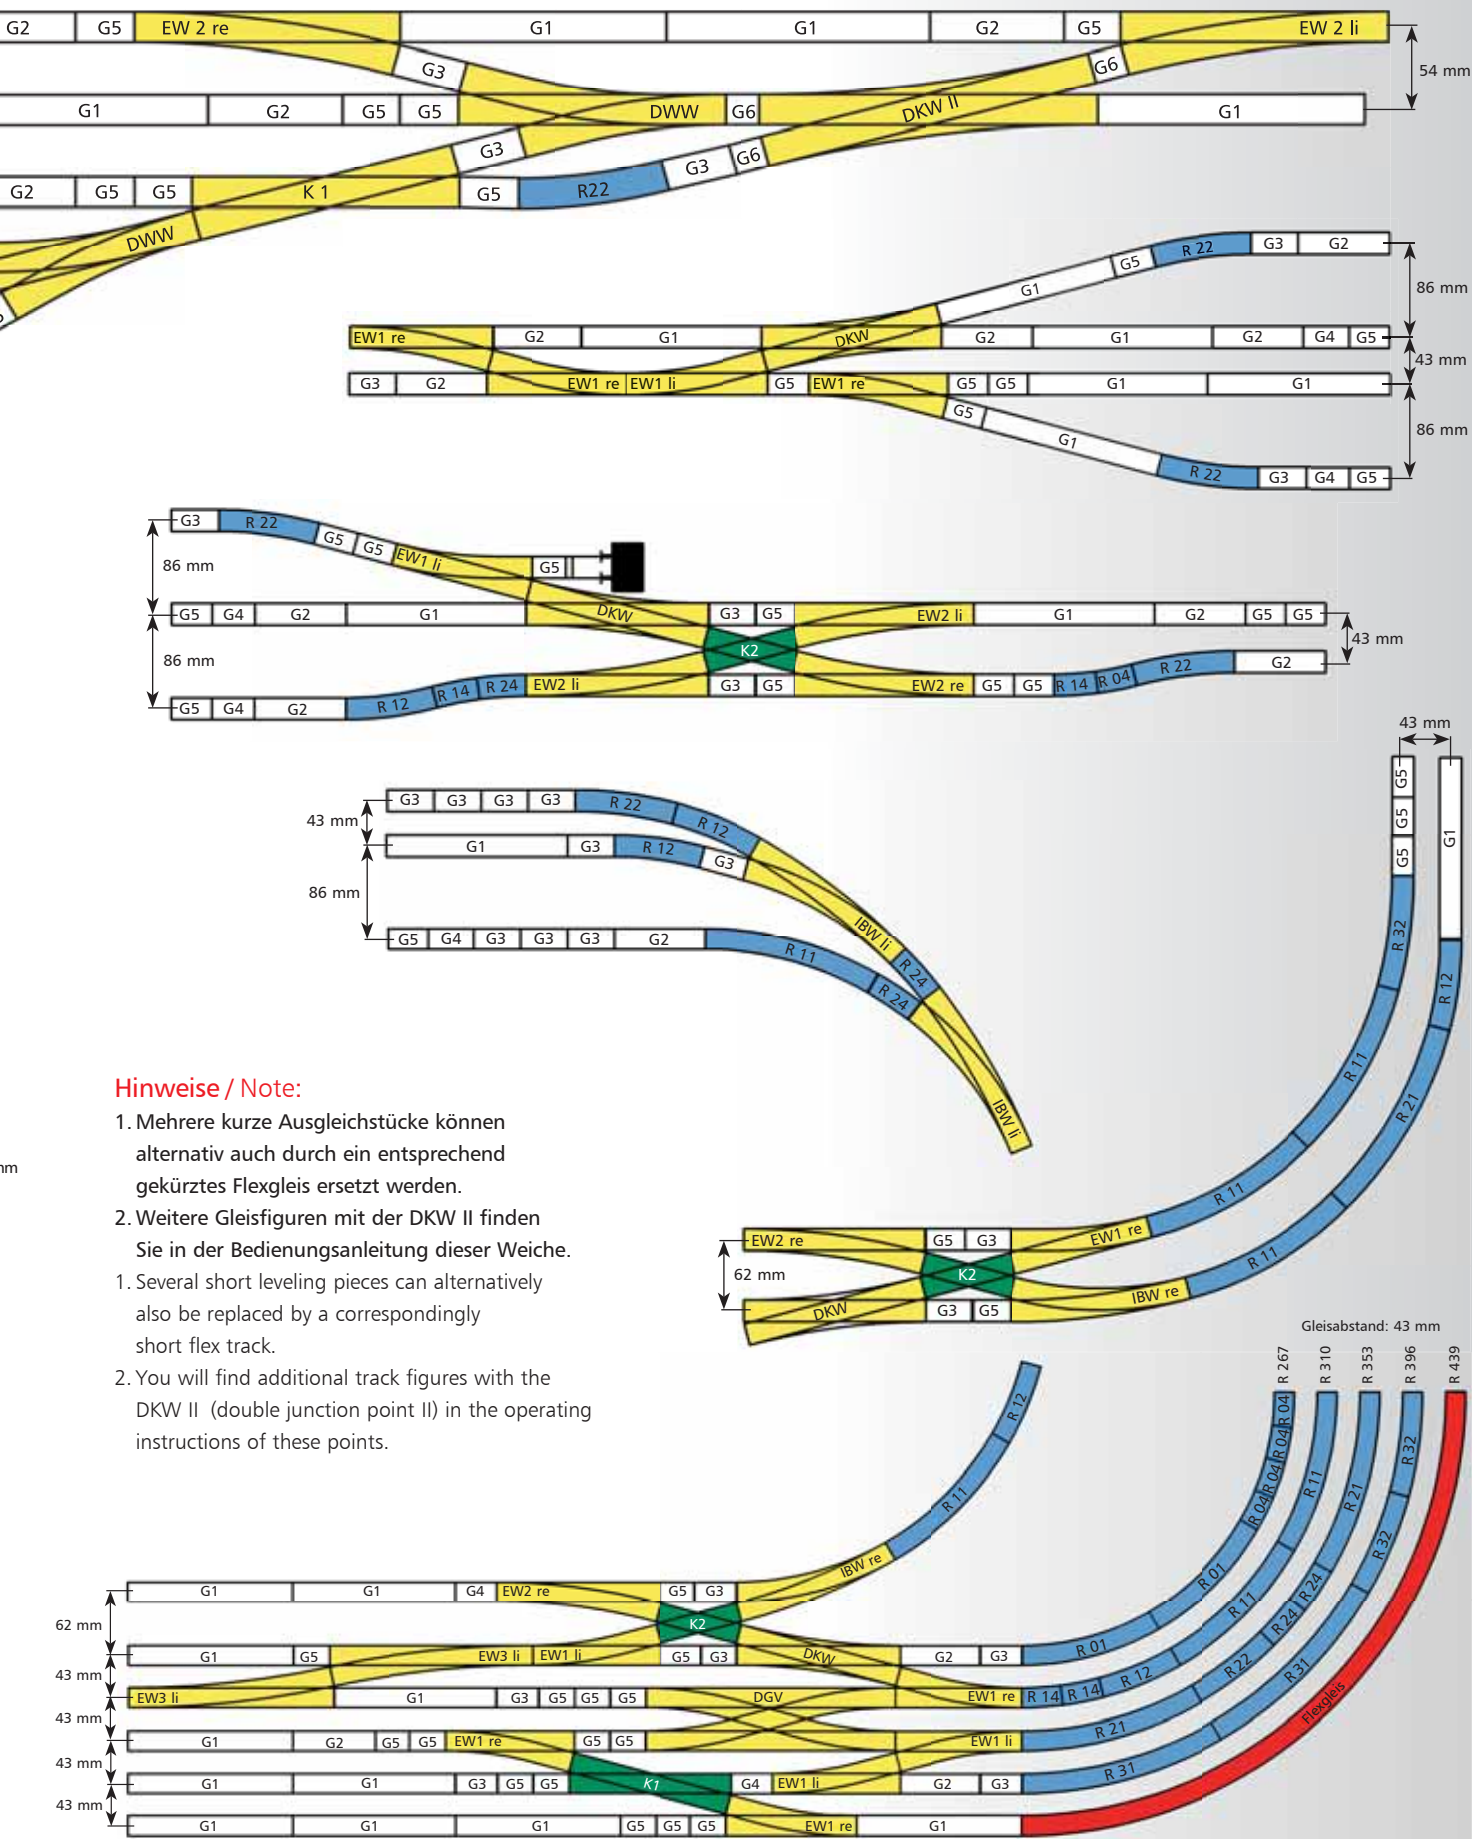 G2 G5 EW 2 re G1 G1 G2 G5 EW 2 li
G3 G6
54 mm
G1 G2 G5 G5 DWW G6 DKW II G1
G3 G3 G6
G2 G5 G5 K 1 G5 R22
DWW
R 22 G3 G2
G5
G1
86 mm
EW1 re G2 G1 DKW G2 G1 G2 G4 G5
43 mm
G3 G2 EW1 re EW1 li G5 EW1 re G5 G5 G1 G1
G5
G1
86 mm
R 22 G3 G4 G5
G3 R 22 G5 G5 EW1 li G5
86 mm
G5 G4 G2 G1 DKW G3 G5 EW2 li G1 G2 G5 G5
43 mm
K2
86 mm
G5 G4 G2 R 12 R 14 R 24 EW2 li G3 G5 EW2 re G5 G5 R 14 R 04 R 22 G2
43 mm
G5 G5 G5 R 32 R 11 R 11
G1 R 12 R 21 R 11
G3 G3 G3 G3 R 22 R 12
43 mm
G1 G3 R 12 G3 IBW li R 24
86 mm
G5 G4 G3 G3 G3 G2 R 11 R 24
IBW li
Hinweise / Note:
1. Mehrere kurze Ausgleichstücke können
alternativ auch durch ein entsprechend
gekürztes Flexgleis ersetzt werden.
2. Weitere Gleisfiguren mit der DKW II finden
Sie in der Bedienungsanleitung dieser Weiche.
1. Several short leveling pieces can alternatively
also be replaced by a correspondingly
short flex track.
2. You will find additional track figures with the
DKW II (double junction point II) in the operating
instructions of these points.
mm
EW2 re G5 G3 EW1 re
62 mm
K2
DKW G3 G5 IBW re
Gleisabstand: 43 mm
R 267 R 310 R 353 R 396 R 439
R 12
R 11
IBW re
R 04 R 04 R 04 R 04 R 01 R 01
R 11 R 11 R 12 R 14 R 14
R 21 R 24 R 24 R 22 R 21
R 32 R 32 R 31 R 31
Flexgleis
G1 G1 G4 EW2 re G5 G3
62 mm
K2
G1 G5 EW3 li EW1 li G5 G3 DKW G2 G3
43 mm
EW3 li G1 G3 G5 G5 G5 DGV EW1 re
43 mm
G1 G2 G5 G5 EW1 re G5 G5 EW1 li
43 mm
G1 G1 G3 G5 G5 K1 G4 EW1 li G2 G3
43 mm
G1 G1 G1 G5 G5 G5 EW1 re G1